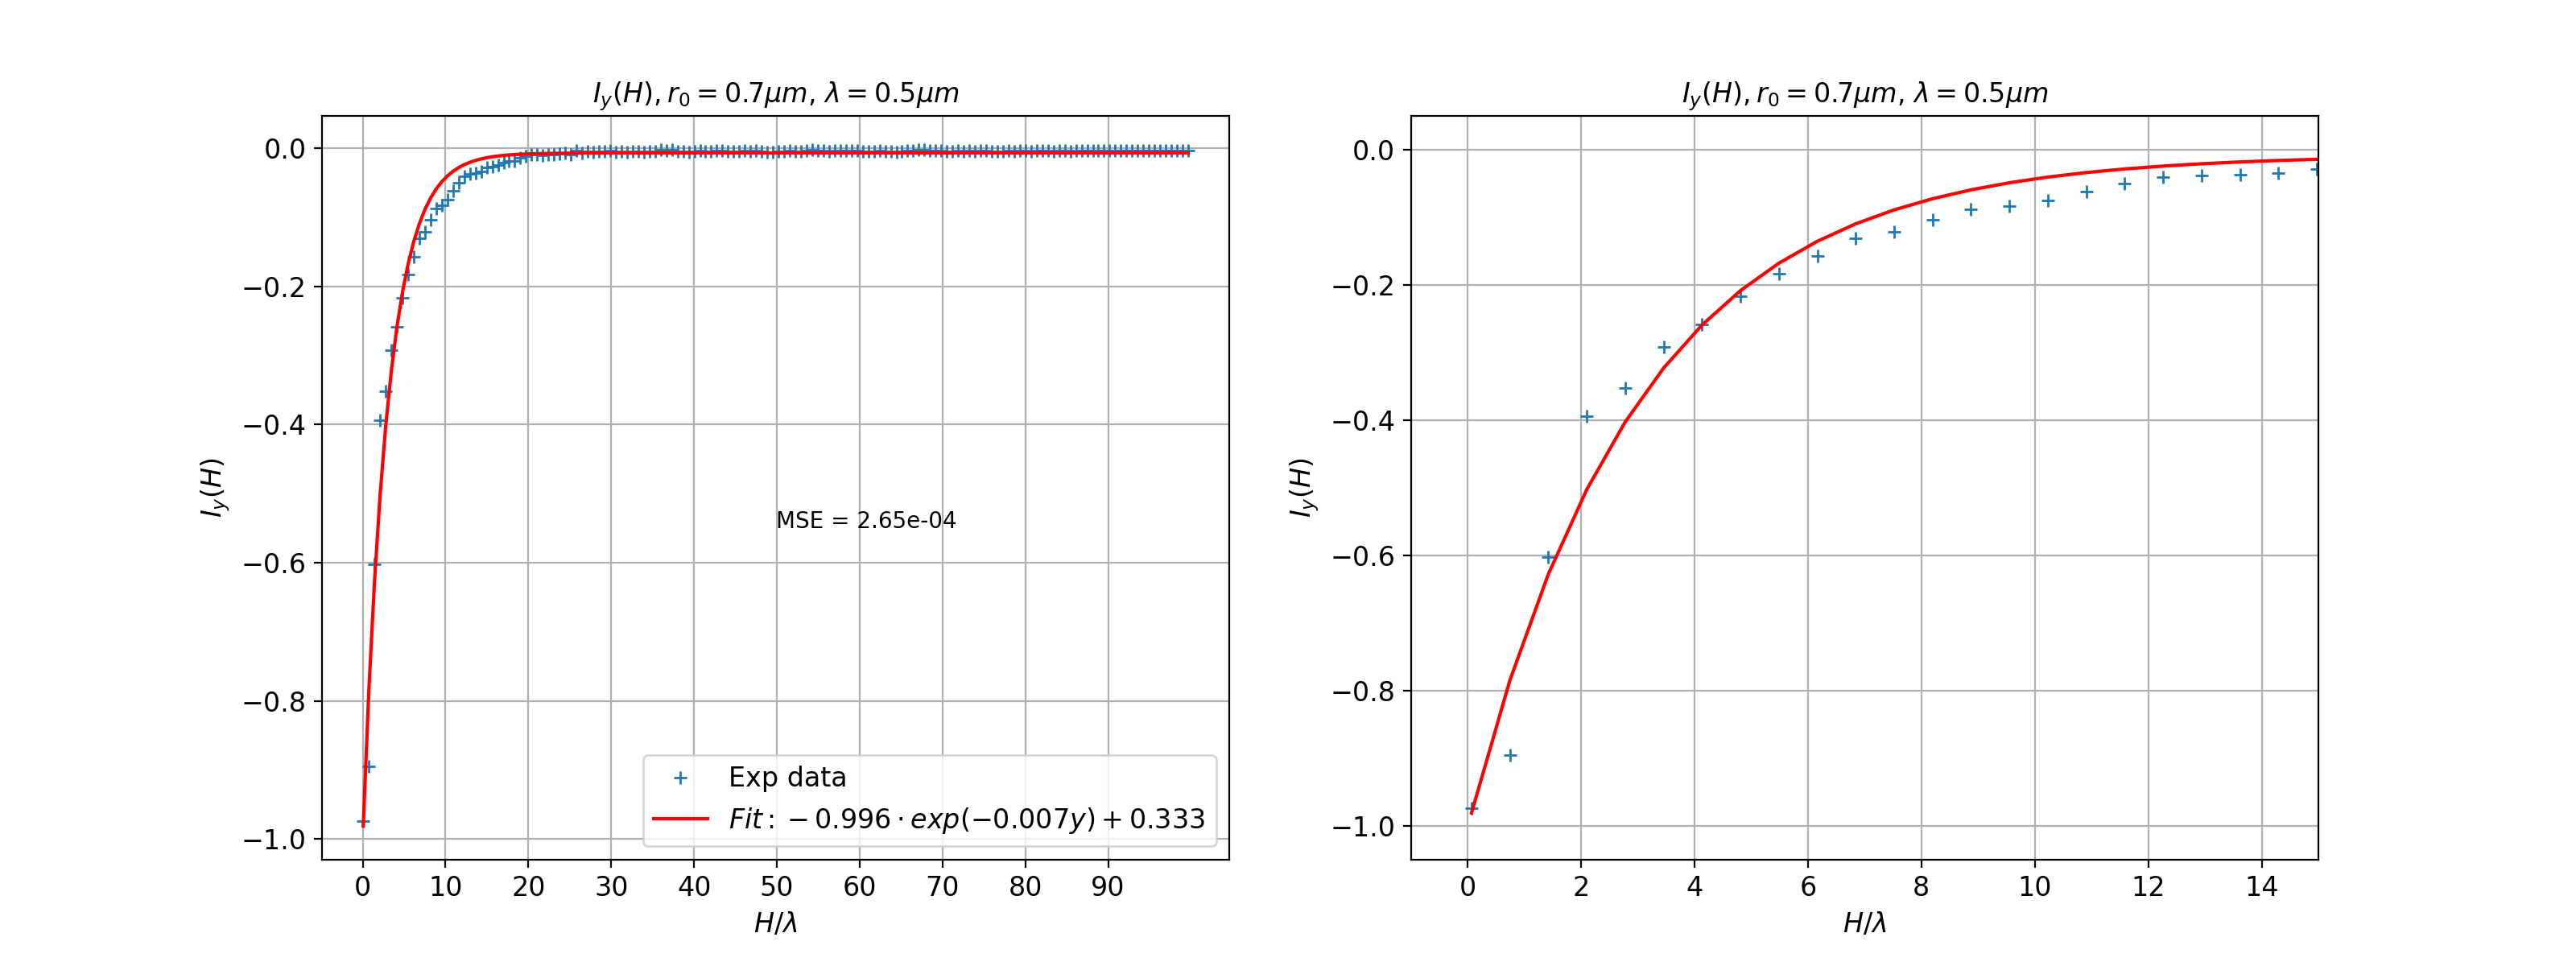 I_y(H), r_0 = 0.7μm, λ = 0.5μm
0.0
−0.2
−0.4
−0.6
−0.8
−1.0
I_y(H)
MSE = 2.65e-04
Exp data
Fit: − 0.996 · exp(−0.007y) + 0.333
0 10 20 30 40 50 60 70 80 90
H/λ
I_y(H), r_0 = 0.7μm, λ = 0.5μm
0.0
−0.2
−0.4
−0.6
−0.8
−1.0
I_y(H)
0 2 4 6 8 10 12 14
H/λ